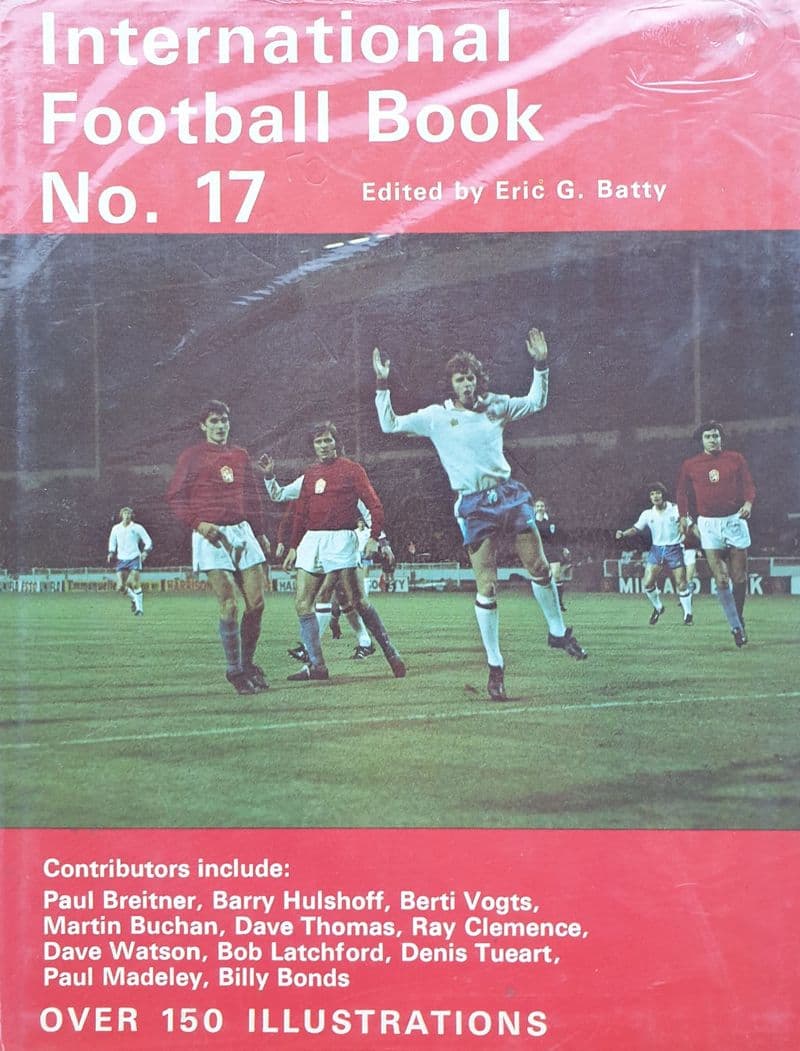 International
Football Book
No. 17
Edited by Eric G. Batty
HARRISON
Contributors include:
Paul Breitner, Barry Hulshoff, Berti Vogts,
Martin Buchan, Dave Thomas, Ray Clemence,
Dave Watson, Bob Latchford, Denis Tueart,
Paul Madeley, Billy Bonds
OVER 150 ILLUSTRATIONS